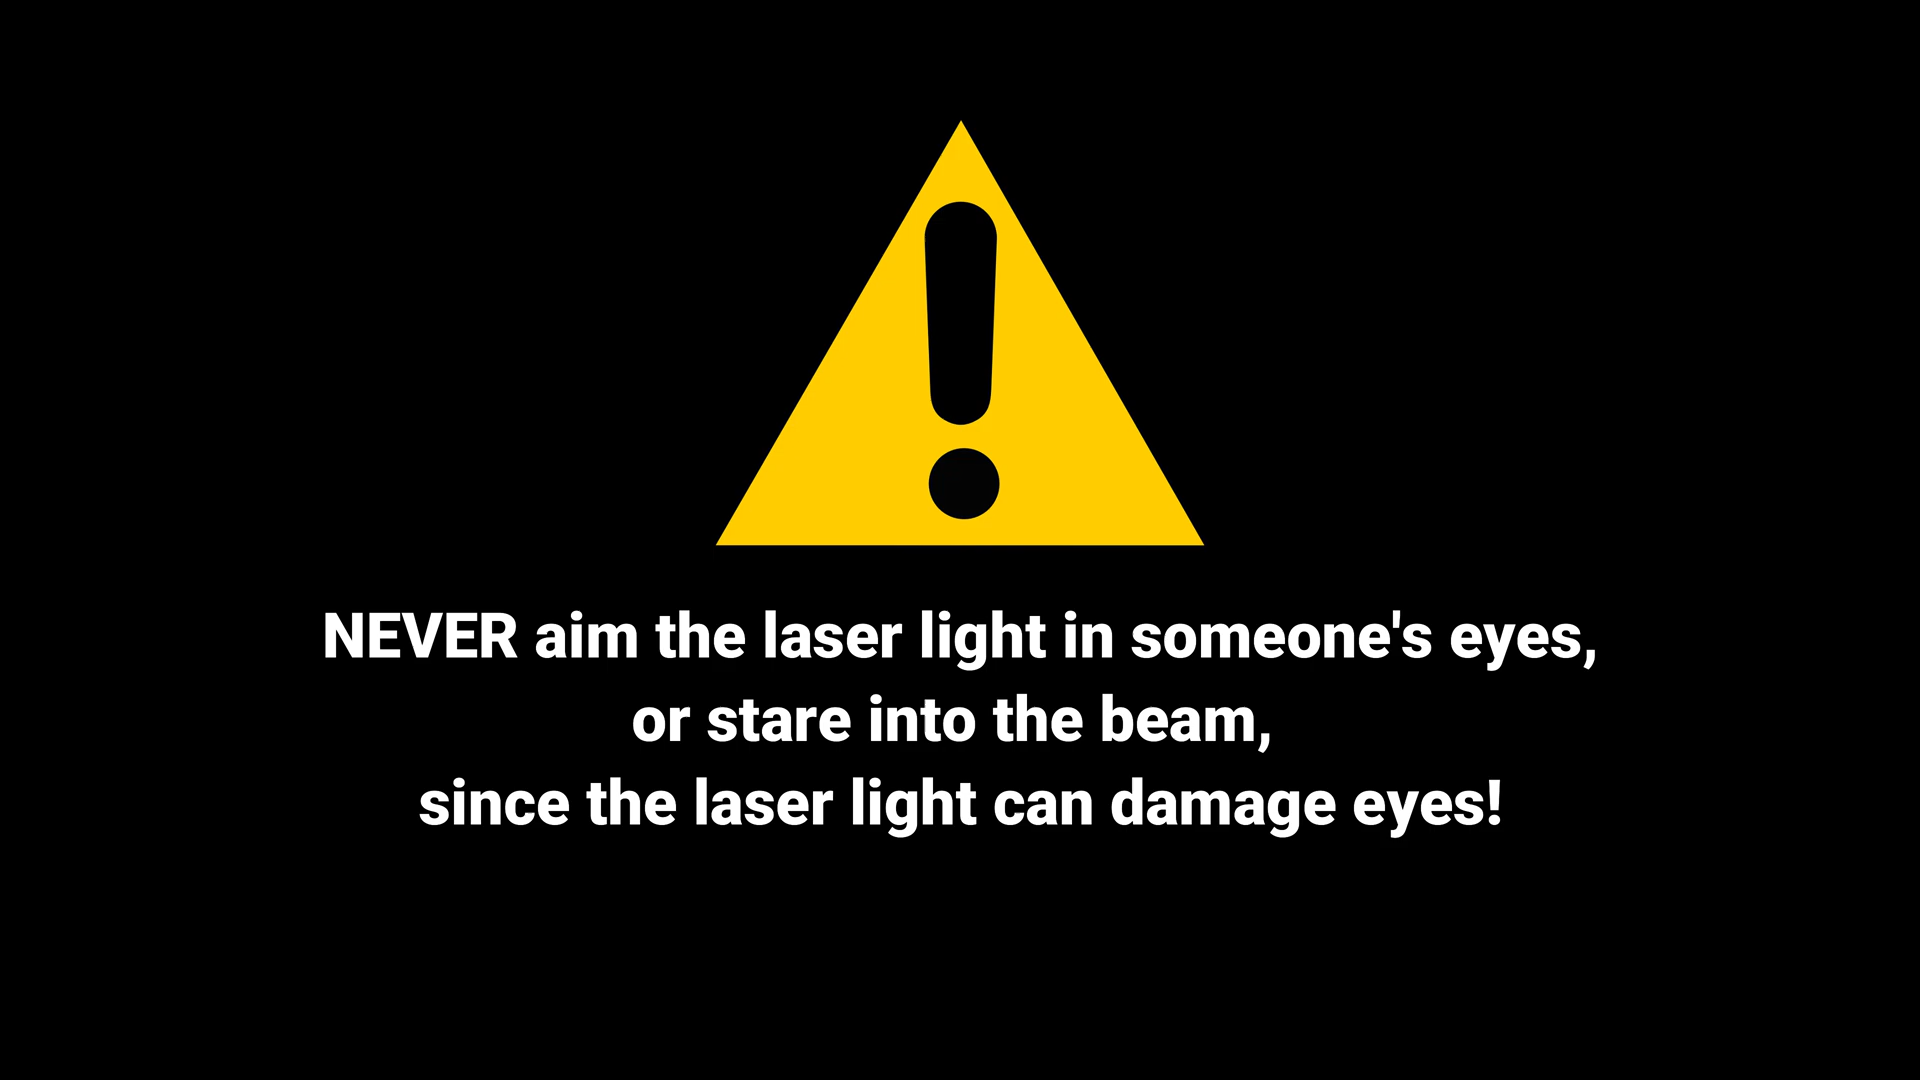 NEVER aim the laser light in someone's eyes,
or stare into the beam,
since the laser light can damage eyes!